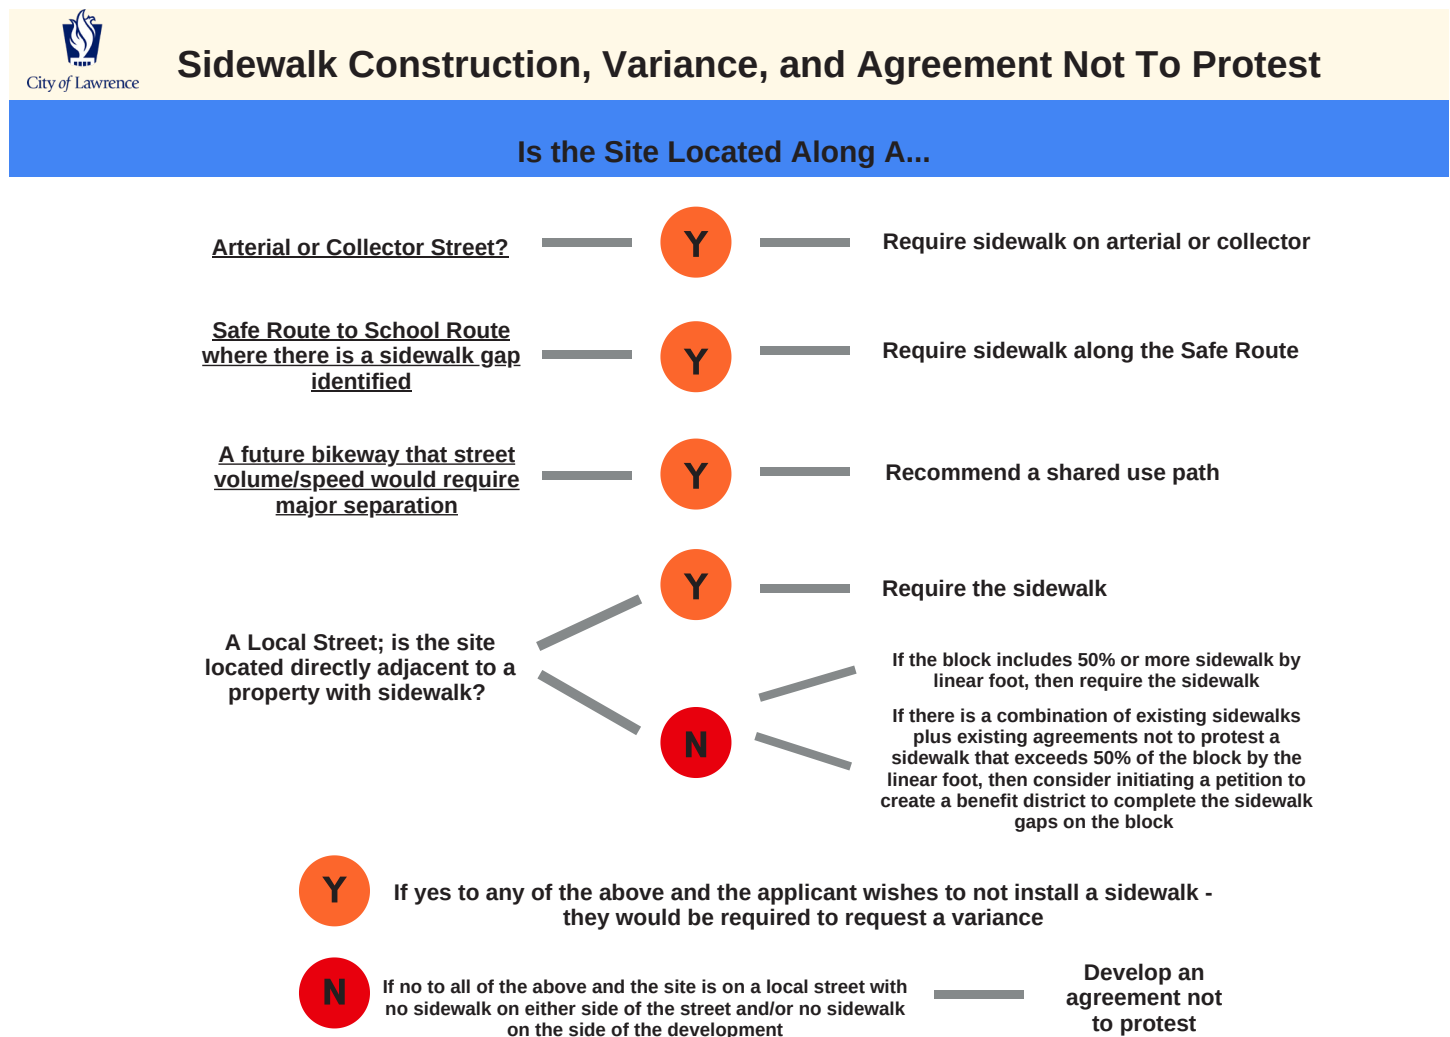 City of Lawrence
Sidewalk Construction, Variance, and Agreement Not To Protest
Is the Site Located Along A...
Arterial or Collector Street?
Y
Require sidewalk on arterial or collector
Safe Route to School Route
where there is a sidewalk gap
identified
Y
Require sidewalk along the Safe Route
A future bikeway that street
volume/speed would require
major separation
Y
Recommend a shared use path
A Local Street; is the site
located directly adjacent to a
property with sidewalk?
Y
Require the sidewalk
N
If the block includes 50% or more sidewalk by
linear foot, then require the sidewalk
If there is a combination of existing sidewalks
plus existing agreements not to protest a
sidewalk that exceeds 50% of the block by the
linear foot, then consider initiating a petition to
create a benefit district to complete the sidewalk
gaps on the block
Y
If yes to any of the above and the applicant wishes to not install a sidewalk -
they would be required to request a variance
N
If no to all of the above and the site is on a local street with
no sidewalk on either side of the street and/or no sidewalk
on the side of the development
Develop an
agreement not
to protest